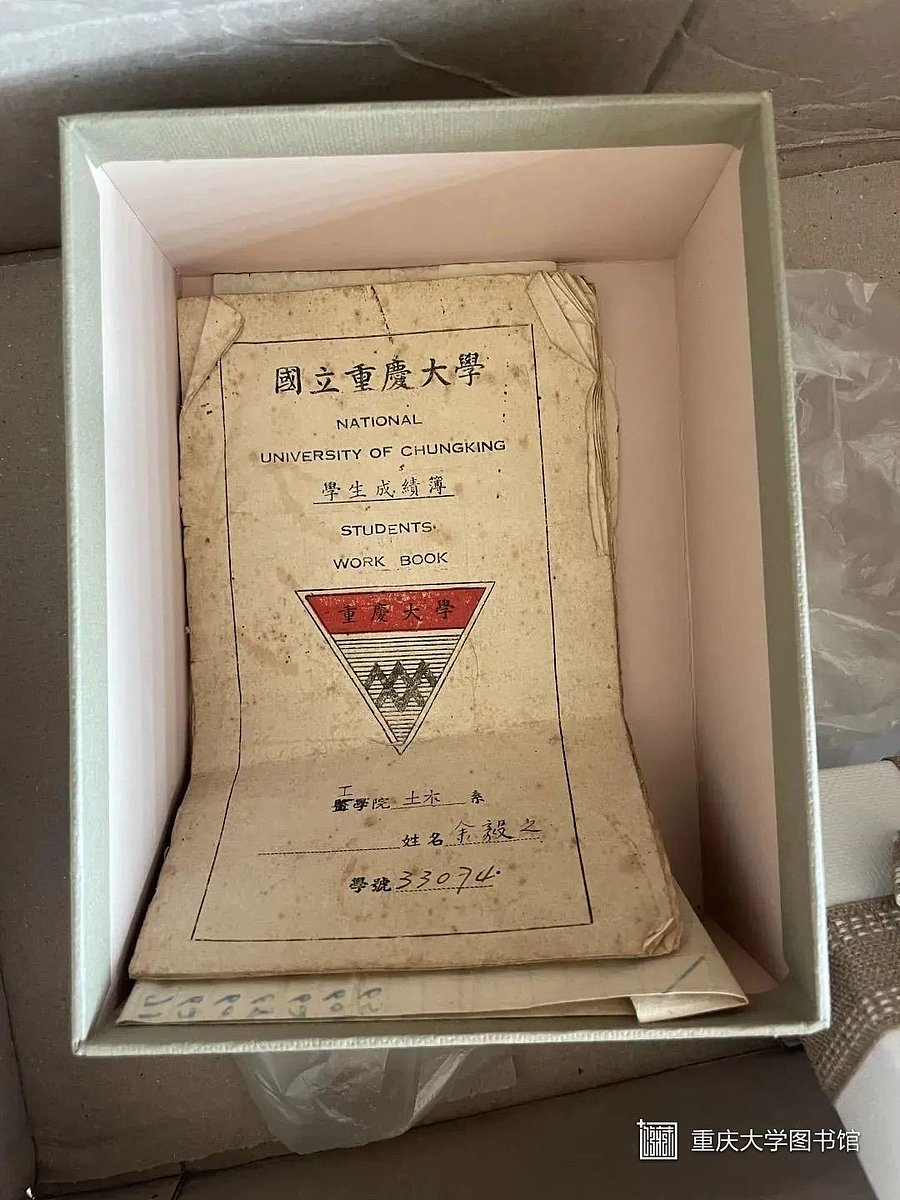 國立重慶大學
NATIONAL
UNIVERSITY OF CHUNGKING
學生成績簿
STUDENTS
WORK BOOK
重慶大學
工
學院 土木 系
姓名 金毅之
學號 33074
重庆大学图书馆